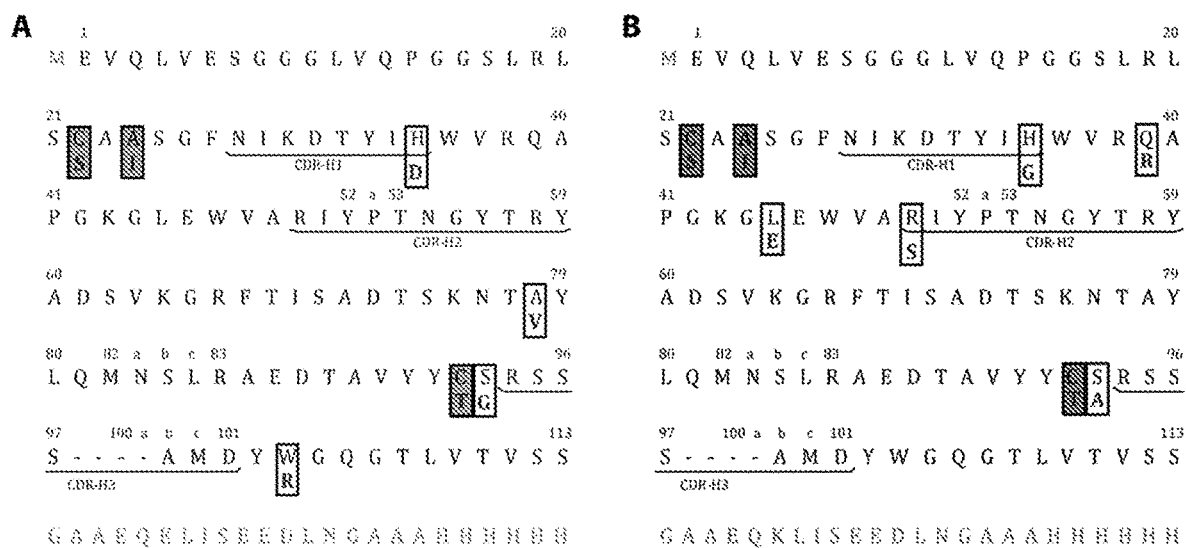 A
1 20
M E V Q L V E S G G G L V Q P G G S L R L
21 40
S C A A S G F N I K D T Y I H W V R Q A
S I D
CDR-H1
41 52 a 53 59
P G K G L E W V A R I Y P T N G Y T R Y
CDR-H2
60 79
A D S V K G R F T I S A D T S K N T A Y
V
80 82 a b c 83 96
L Q M N S L R A E D T A V Y Y C S R S S
T G
97 100 a b c 101 113
S - - - - A M D Y W G Q G T L V T V S S
CDR-H3 R
G A A E Q E L I S E E D L N G A A A H H H H H
B
1 20
M E V Q L V E S G G G L V Q P G G S L R L
21 40
S C A A S G F N I K D T Y I H W V R Q A
S I G R
CDR-H1
41 52 a 53 59
P G K G L E W V A R I Y P T N G Y T R Y
E S
CDR-H2
60 79
A D S V K G R F T I S A D T S K N T A Y
80 82 a b c 83 96
L Q M N S L R A E D T A V Y Y C S R S S
T A
97 100 a b c 101 113
S - - - - A M D Y W G Q G T L V T V S S
CDR-H3
G A A E Q K L I S E E D L N G A A A H H H H H